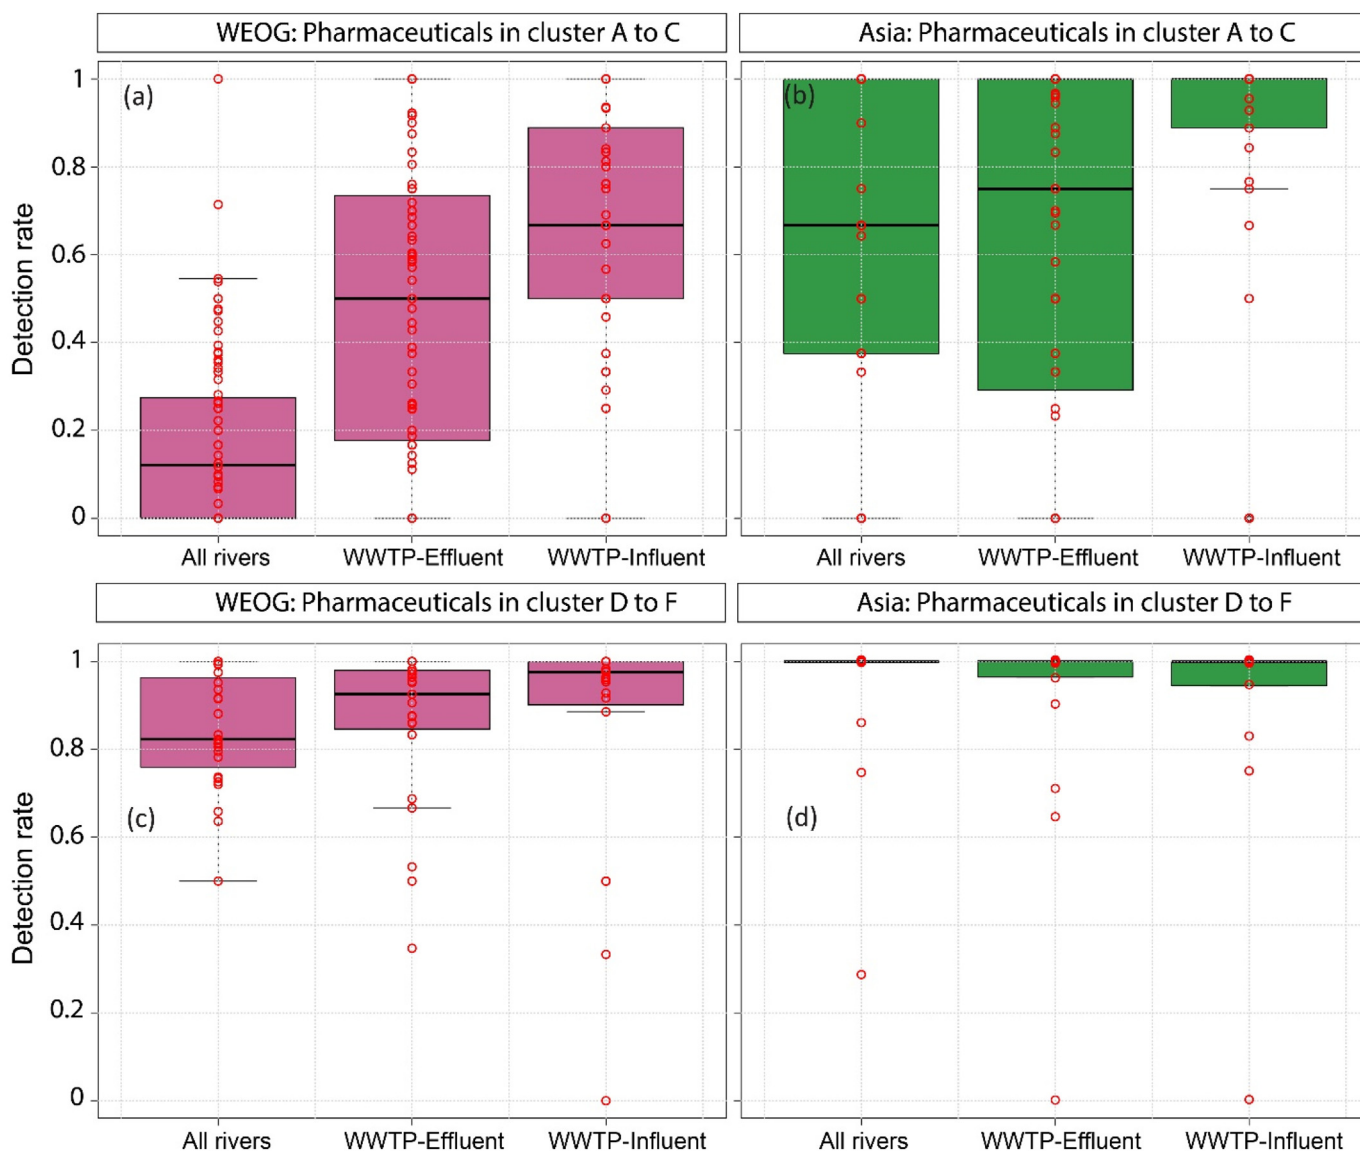 WEOG: Pharmaceuticals in cluster A to C
Asia: Pharmaceuticals in cluster A to C
(a)
(b)
Detection rate
1
0.8
0.6
0.4
0.2
0
All rivers
WWTP-Effluent
WWTP-Influent
All rivers
WWTP-Effluent
WWTP-Influent
WEOG: Pharmaceuticals in cluster D to F
Asia: Pharmaceuticals in cluster D to F
(c)
(d)
Detection rate
1
0.8
0.6
0.4
0.2
0
All rivers
WWTP-Effluent
WWTP-Influent
All rivers
WWTP-Effluent
WWTP-Influent